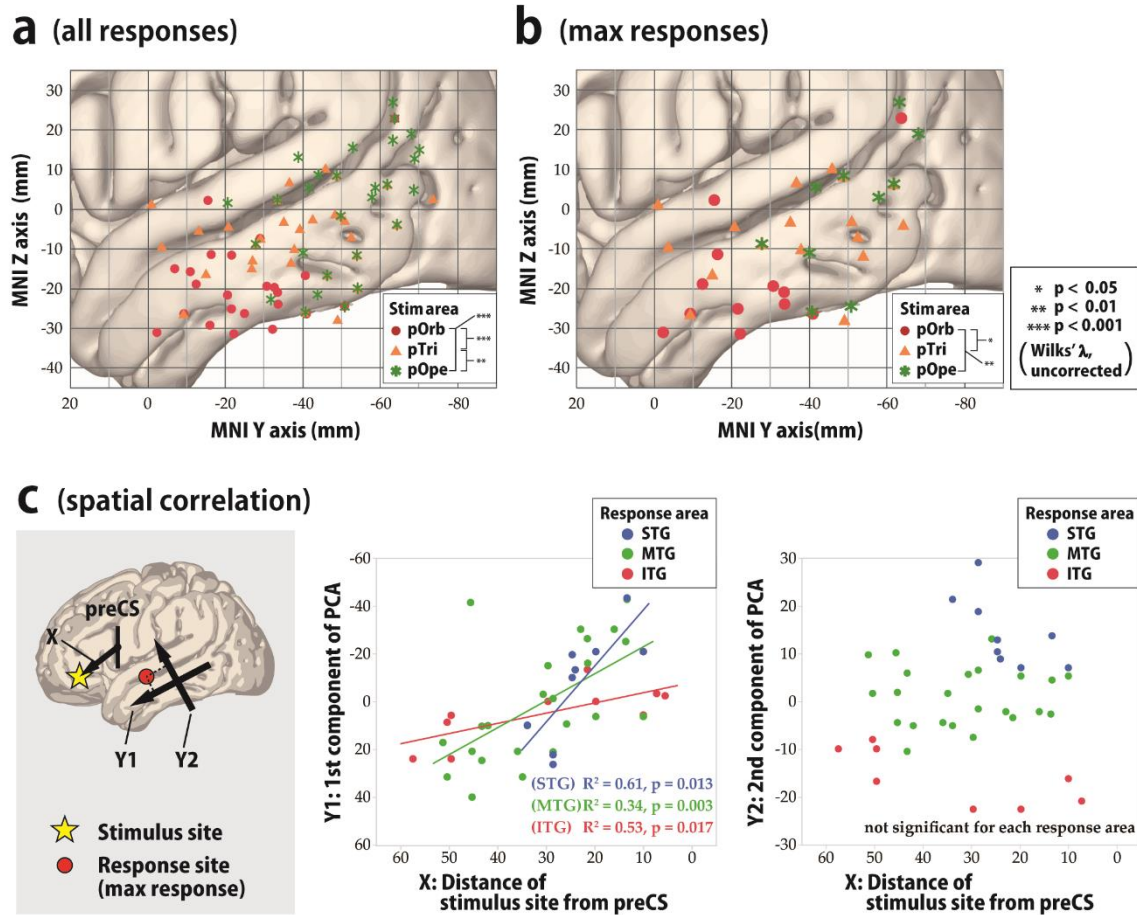 a (all responses)
MNI Z axis (mm)
30
20
10
0
-10
-20
-30
-40
20
0
-20
-40
-60
-80
MNI Y axis (mm)
Stim area
pOrb
pTri
pOpe
***
***
**
b (max responses)
MNI Z axis (mm)
30
20
10
0
-10
-20
-30
-40
20
0
-20
-40
-60
-80
MNI Y axis(mm)
Stim area
pOrb
pTri
pOpe
*
**
* p < 0.05
** p < 0.01
*** p < 0.001
(Wilks' λ,
uncorrected)
c (spatial correlation)
preCS
X
Y1
Y2
Stimulus site
Response site
(max response)
Response area
STG
MTG
ITG
Y1: 1st component of PCA
-60
-40
-20
0
20
40
60
(STG) R² = 0.61, p = 0.013
(MTG) R² = 0.34, p = 0.003
(ITG) R² = 0.53, p = 0.017
60
50
40
30
20
10
0
X: Distance of
stimulus site from preCS
Response area
STG
MTG
ITG
Y2: 2nd component of PCA
30
20
10
0
-10
-20
-30
not significant for each response area
60
50
40
30
20
10
0
X: Distance of
stimulus site from preCS